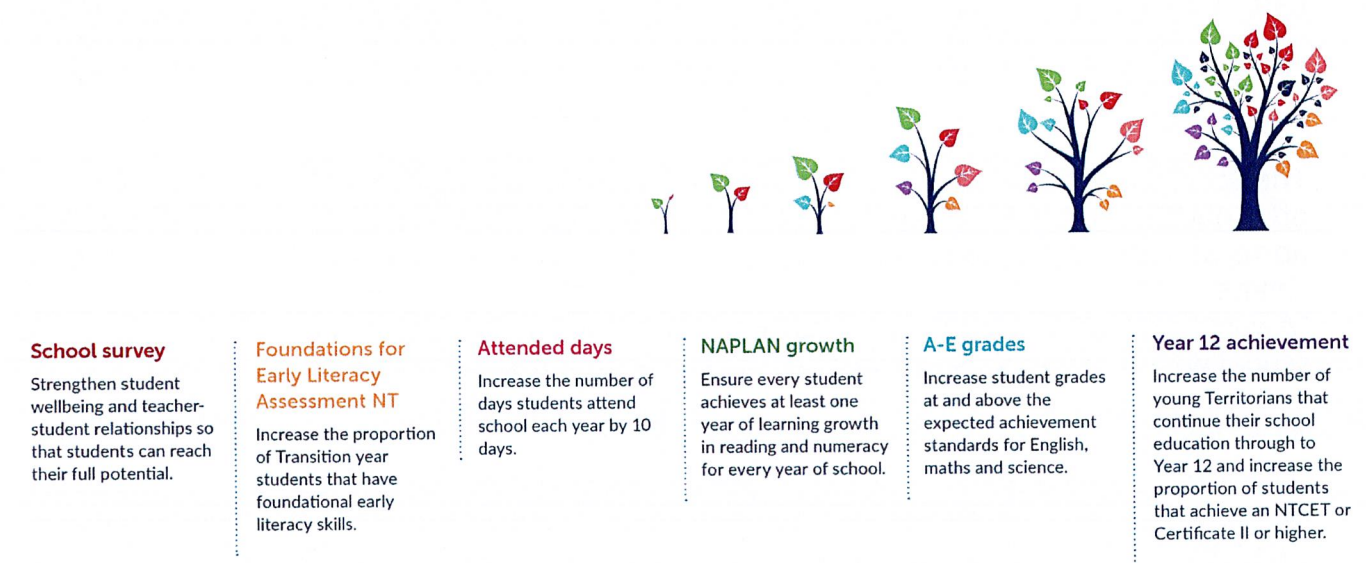 School survey
Strengthen student
wellbeing and teacher-
student relationships so
that students can reach
their full potential.
Foundations for
Early Literacy
Assessment NT
Increase the proportion
of Transition year
students that have
foundational early
literacy skills.
Attended days
Increase the number of
days students attend
school each year by 10
days.
NAPLAN growth
Ensure every student
achieves at least one
year of learning growth
in reading and numeracy
for every year of school.
A-E grades
Increase student grades
at and above the
expected achievement
standards for English,
maths and science.
Year 12 achievement
Increase the number of
young Territorians that
continue their school
education through to
Year 12 and increase the
proportion of students
that achieve an NTCET or
Certificate II or higher.